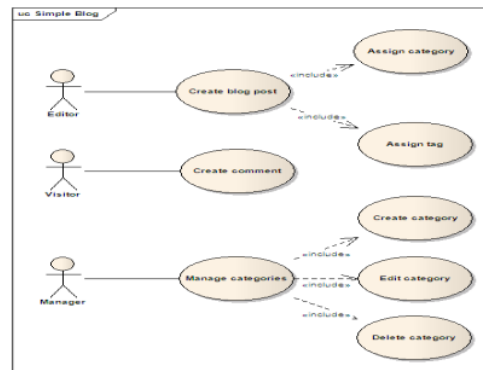 uc Simple Blog
Assign category
«include»
Create blog post
Editor
«include»
Assign tag
Create comment
Visitor
Create category
«include»
Manage categories
Edit category
«include»
Manager
«include»
Delete category